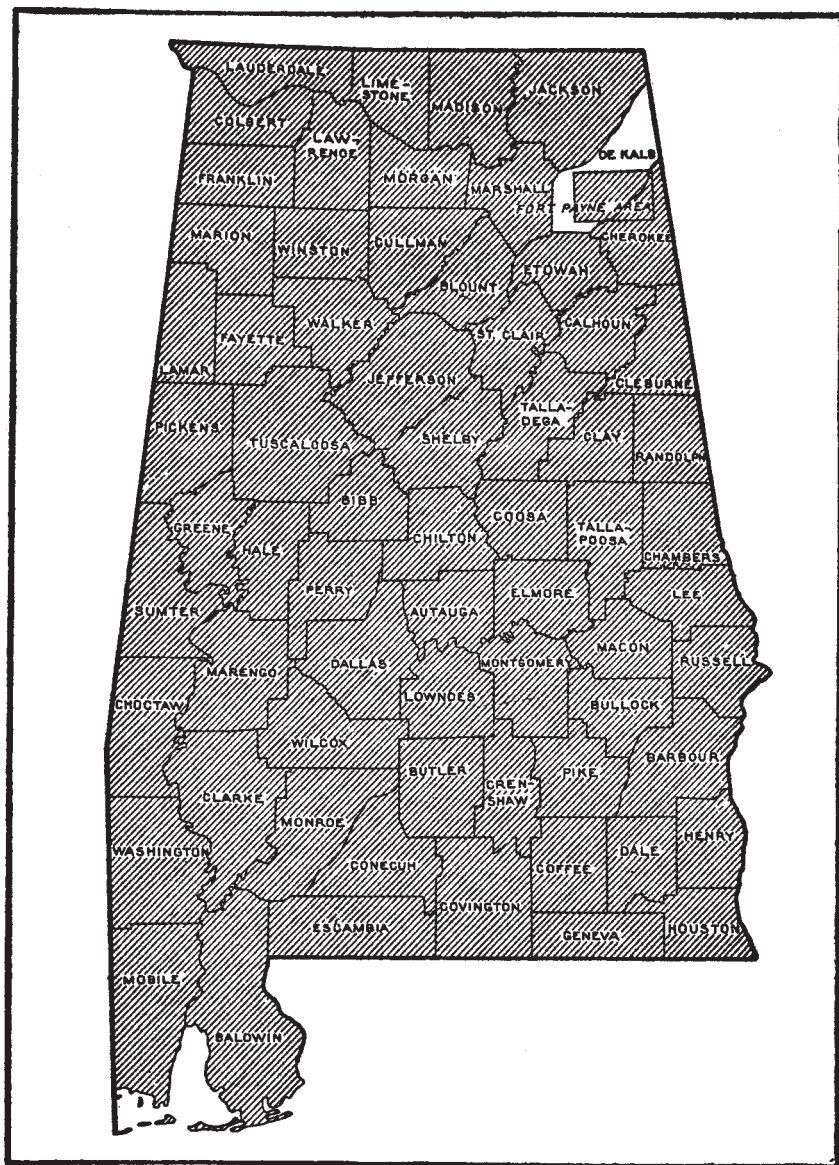 LAUDERDALE
LIME-
STONE
MADISON
JACKSON
COLBERT
LAW-
RENCE
DE KALB
FRANKLIN
MORGAN
MARSHALL
FORT PAYNE AREA
MARION
WINSTON
CULLMAN
CHEROKEE
ETOWAH
BLOUNT
WALKER
ST. CLAIR
CALHOUN
FAYETTE
LAMAR
JEFFERSON
CLEBURNE
PICKENS
TALLA-
DEGA
TUSCALOOSA
SHELBY
CLAY
RANDOLPH
BIBB
GREENE
HALE
CHILTON
COOSA
TALLA-
POOSA
CHAMBERS
PERRY
ELMORE
LEE
SUMTER
AUTAUGA
MACON
RUSSELL
DALLAS
MONTGOMERY
MARENGO
LOWNDES
CHOCTAW
BULLOCK
WILCOX
BARBOUR
BUTLER
CREN-
SHAW
PIKE
CLARKE
MONROE
HENRY
WASHINGTON
CONECUH
COFFEE
DALE
COVINGTON
ESCAMBIA
GENEVA
HOUSTON
MOBILE
BALDWIN